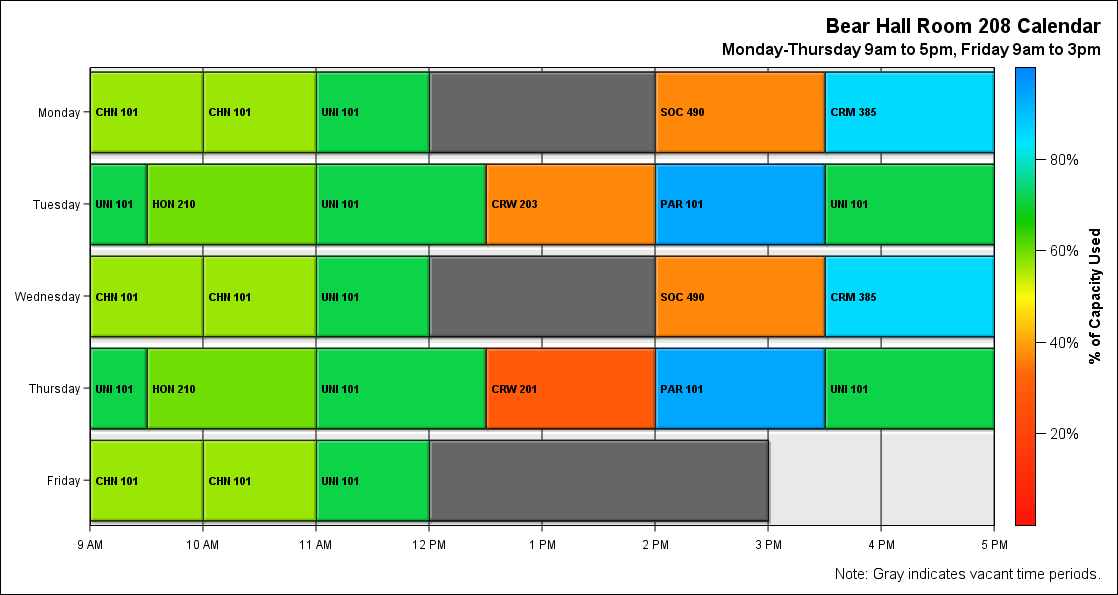 Bear Hall Room 208 Calendar
Monday-Thursday 9am to 5pm, Friday 9am to 3pm
Monday CHN 101 CHN 101 UNI 101 SOC 490 CRM 385
Tuesday UNI 101 HON 210 UNI 101 CRW 203 PAR 101 UNI 101
Wednesday CHN 101 CHN 101 UNI 101 SOC 490 CRM 385
Thursday UNI 101 HON 210 UNI 101 CRW 201 PAR 101 UNI 101
Friday CHN 101 CHN 101 UNI 101
9 AM 10 AM 11 AM 12 PM 1 PM 2 PM 3 PM 4 PM 5 PM
80%
60%
40%
20%
% of Capacity Used
Note: Gray indicates vacant time periods.